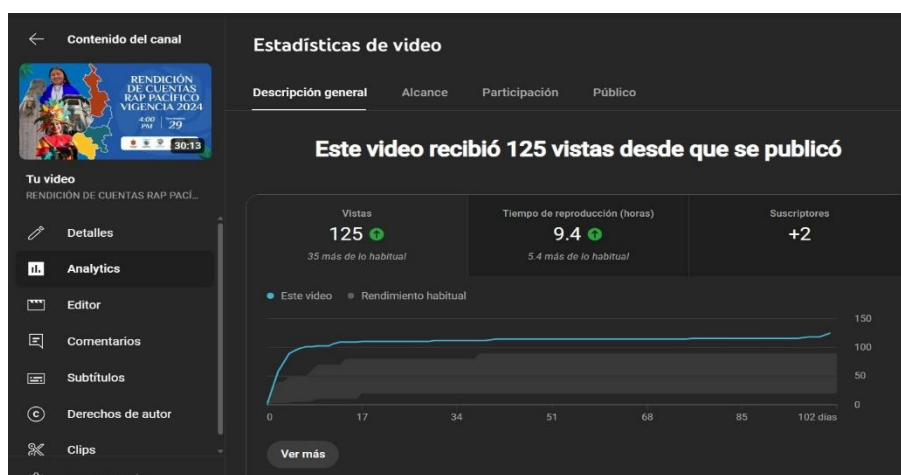 Contenido del canal
RENDICIÓN
DE CUENTAS
RAP PACÍFICO
VIGENCIA 2024
4:00
PM
29
30:13
Tu video
RENDICIÓN DE CUENTAS RAP PACÍ...
Detalles
Analytics
Editor
Comentarios
Subtítulos
Derechos de autor
Clips
Estadísticas de video
Descripción general Alcance Participación Público
Este video recibió 125 vistas desde que se publicó
Vistas
125
35 más de lo habitual
Tiempo de reproducción (horas)
9.4
5.4 más de lo habitual
Suscriptores
+2
Este video Rendimiento habitual
150
100
50
0
0 17 34 51 68 85 102 días
Ver más